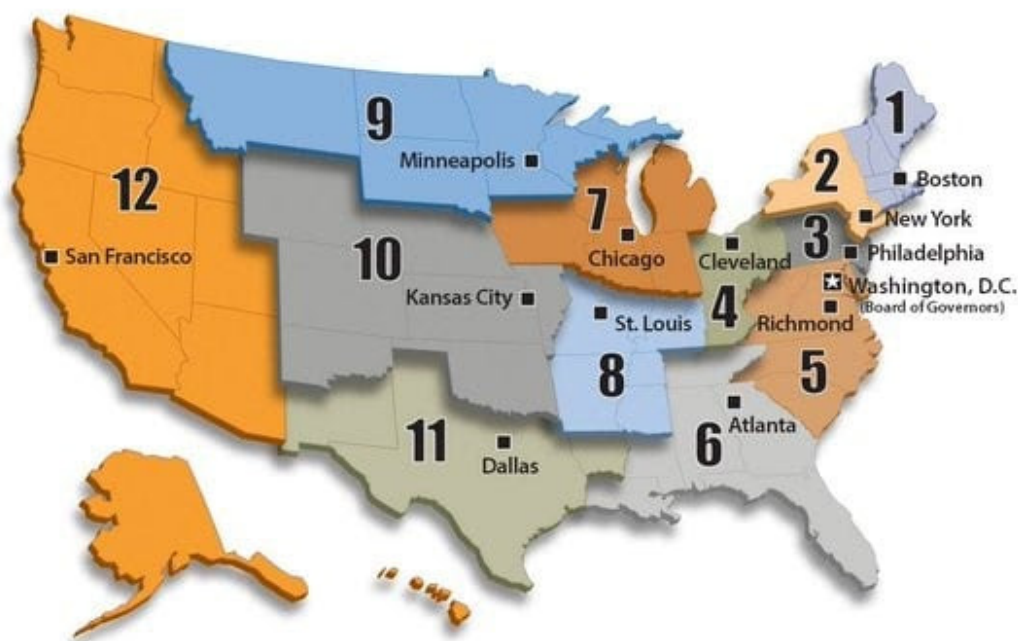 1
9
2
Minneapolis
Boston
12
7
New York
3
San Francisco
10
Chicago
Cleveland
Philadelphia
Washington, D.C.
(Board of Governors)
Kansas City
4
St. Louis
Richmond
8
5
11
6
Atlanta
Dallas